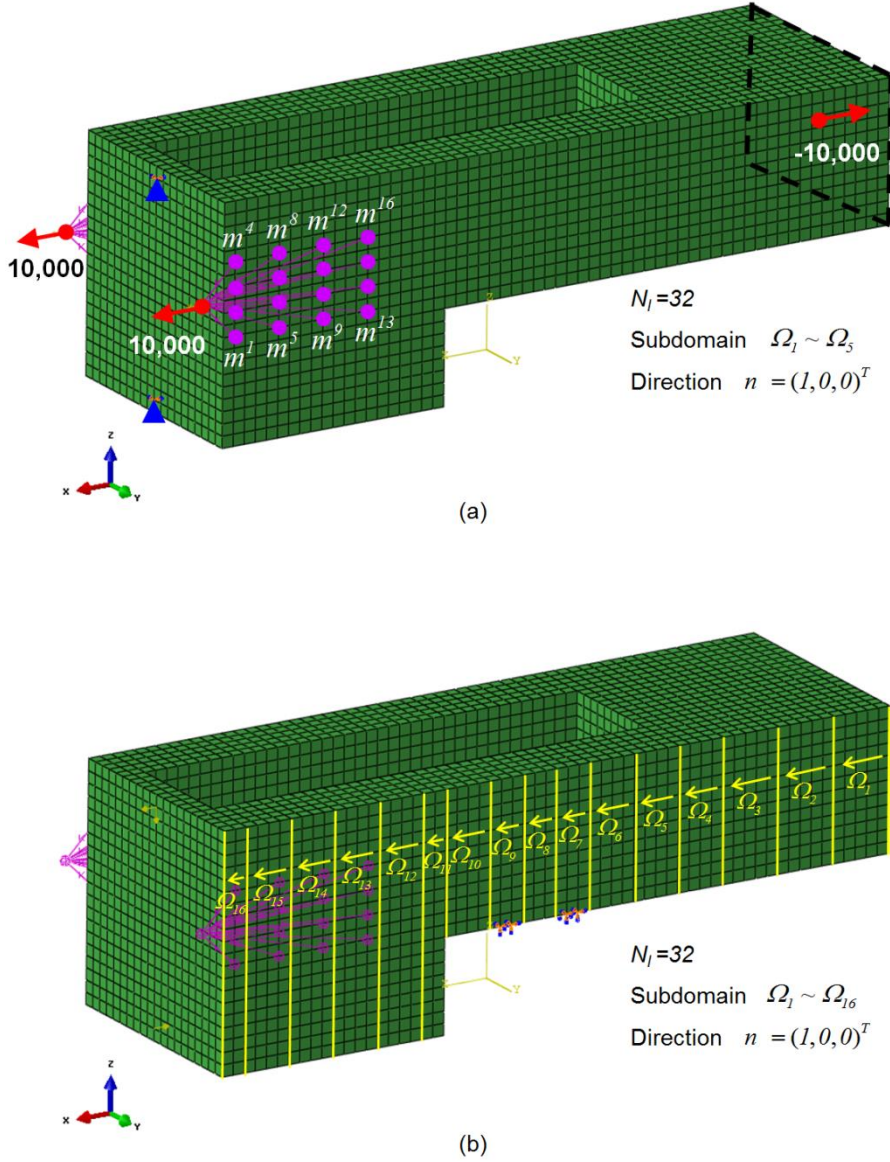 -10,000
10,000
m⁴ m⁸ m¹² m¹⁶
10,000
m¹ m⁵ m⁹ m¹³
Z
X Y
N_l=32
Subdomain Ω₁ ~ Ω₅
Direction n = (1,0,0)ᵀ
Z
X Y
(a)
Ω₁₆ Ω₁₅ Ω₁₄ Ω₁₃ Ω₁₂ Ω₁₁ Ω₁₀ Ω₉ Ω₈ Ω₇ Ω₆ Ω₅ Ω₄ Ω₃ Ω₂ Ω₁
Z
X Y
N_l=32
Subdomain Ω₁ ~ Ω₁₆
Direction n = (1,0,0)ᵀ
Z
X Y
(b)